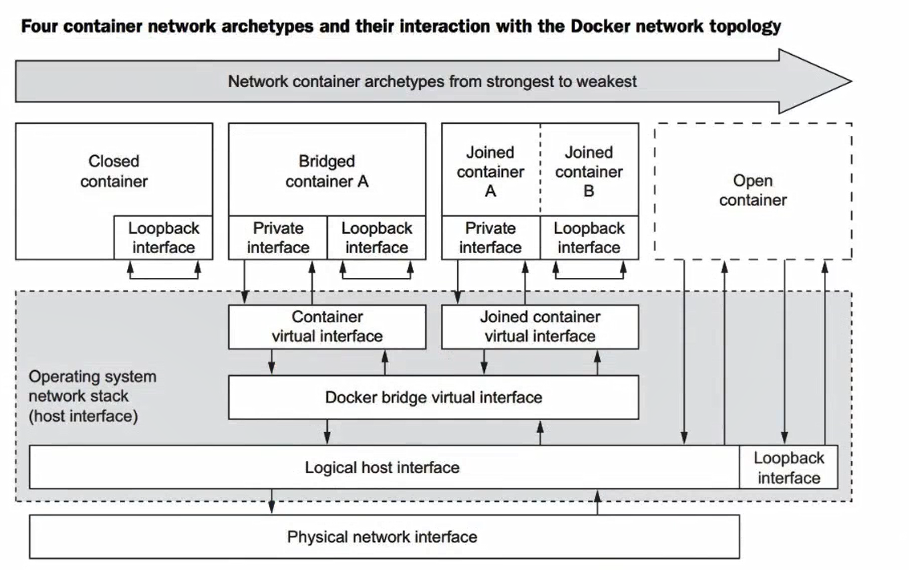 Four container network archetypes and their interaction with the Docker network topology
Network container archetypes from strongest to weakest
Closed
container
Loopback
interface
Bridged
container A
Private
interface
Loopback
interface
Joined
container
A
Joined
container
B
Private
interface
Loopback
interface
Open
container
Container
virtual interface
Joined container
virtual interface
Operating system
network stack
(host interface)
Docker bridge virtual interface
Logical host interface
Loopback
interface
Physical network interface